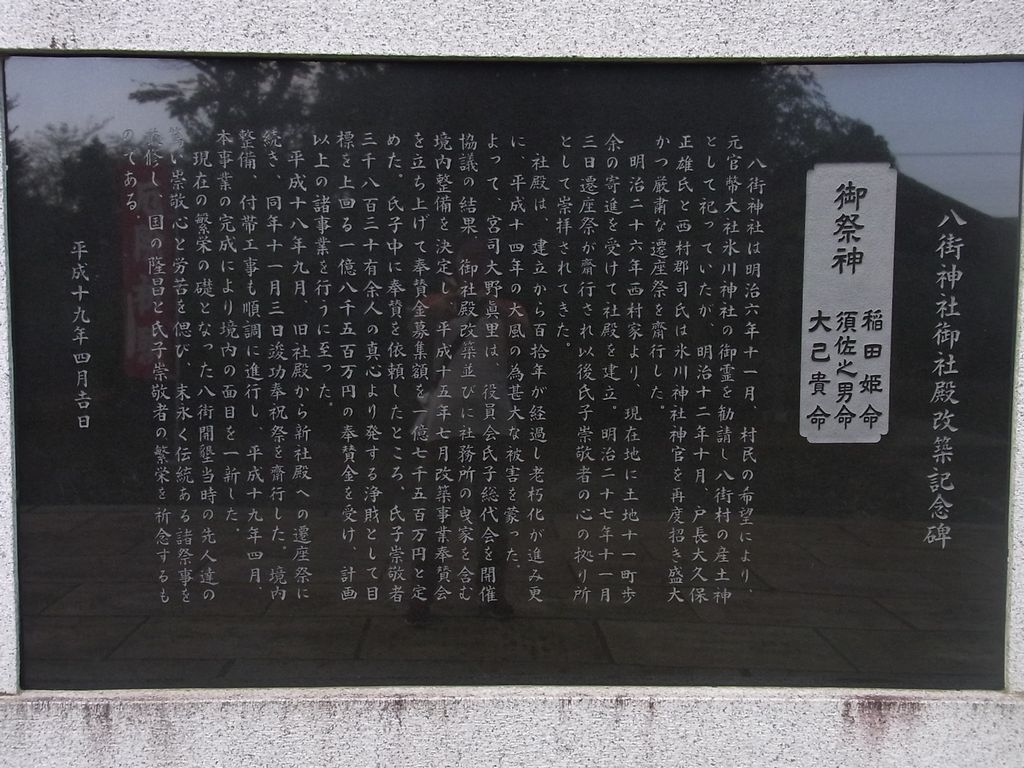 八街神社御社殿改築記念碑
御祭神
稲田姫命
須佐之男命
大己貴命
八街神社は明治六年十一月、村民の希望により、
元官幣大社氷川神社の御霊を勧請し八街村の産土神
として祀っていたが、明治十二年十月、戸長大久保
正雄氏と西村郡司氏は氷川神社神官を再度招き盛大
かつ厳粛な遷座祭を齋行した。
明治二十六年西村家より、現在地に土地十一町歩
余の寄進を受けて社殿を建立。明治二十七年十一月
三日遷座祭が齋行され以後氏子崇敬者の心の拠り所
として崇拝されてきた。
社殿は、建立から百拾年が経過し老朽化が進み更
に、平成十四年の大風の為甚大な被害を蒙った。
よって、宮司大野眞里は、役員会氏子総代会を開催
協議の結果、御社殿改築並びに社務所の曳家を含む
境内整備を決定し、平成十五年七月改築事業奉賛会
を立ち上げて奉賛金募集額を一億七千五百万円と定
めた。氏子中に奉賛を依頼したところ、氏子崇敬者
三千八百三十有余人の真心より発する浄財として目
標を上回る一億八千五百万円の奉賛金を受け、計画
以上の諸事業を行うに至った。
平成十八年九月、旧社殿から新社殿への遷座祭に
続き、同年十一月三日竣功奉祝祭を齋行した。境内
整備、付帯工事も順調に進行し、平成十九年四月、
本事業の完成により境内の面目を一新した。
現在の繁栄の礎となった八街開墾当時の先人達の
い崇敬心と労苦を偲び、末永く伝統ある諸祭事を
修し、国の隆昌と氏子崇敬者の繁栄を祈念するも
のである。
平成十九年四月吉日